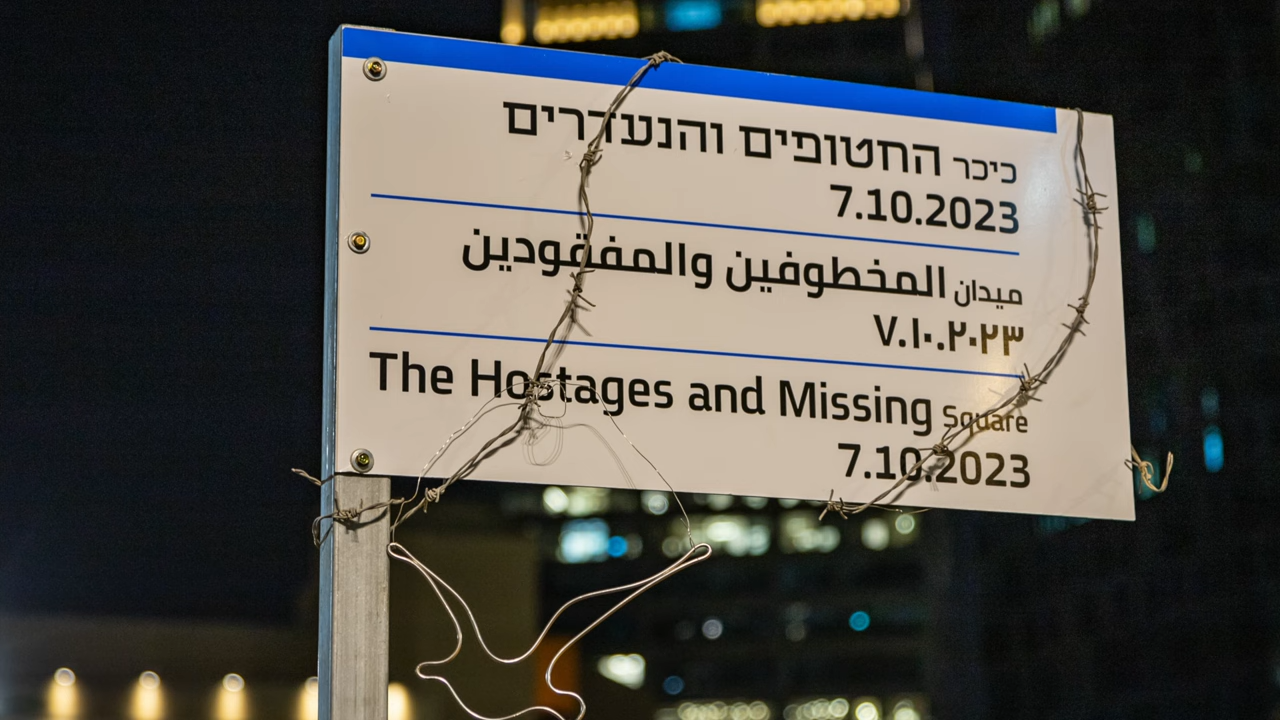 כיכר החטופים והנעדרים
7.10.2023
ميدان المخطوفين والمفقودين
٧.١٠.٢٠٢٣
The Hostages and Missing Square
7.10.2023